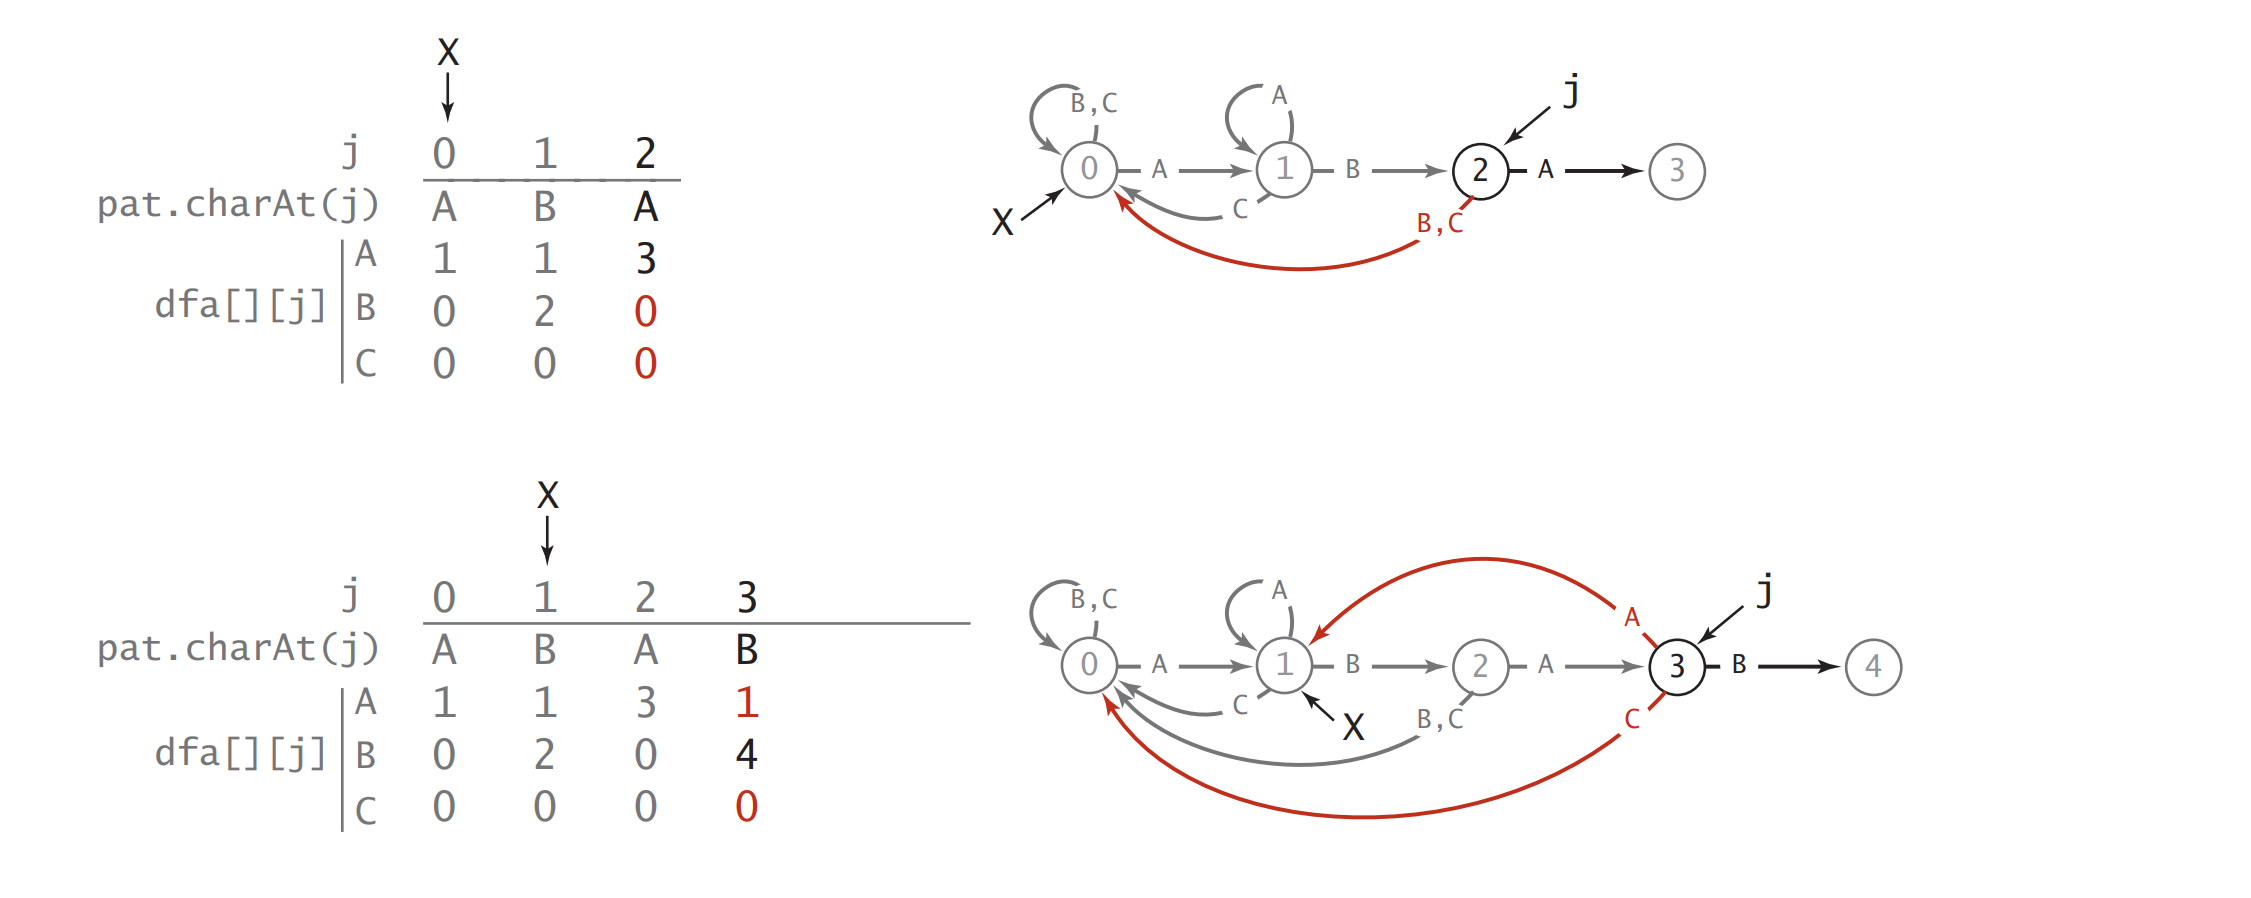 X
j 0 1 2
pat.charAt(j) A B A
A 1 1 3
dfa[][j] B 0 2 0
C 0 0 0
B,C A j
0 A 1 B 2 A 3
X C B,C
X
j 0 1 2 3
pat.charAt(j) A B A B
A 1 1 3 1
dfa[][j] B 0 2 0 4
C 0 0 0 0
B,C A A j
0 A 1 B 2 A 3 B 4
C X B,C C